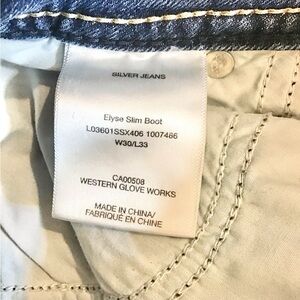 SILVER JEANS
Elyse Slim Boot
L03601SSX406 1007486
W30/L33
CA00508
WESTERN GLOVE WORKS
MADE IN CHINA/
FABRIQUÉ EN CHINE